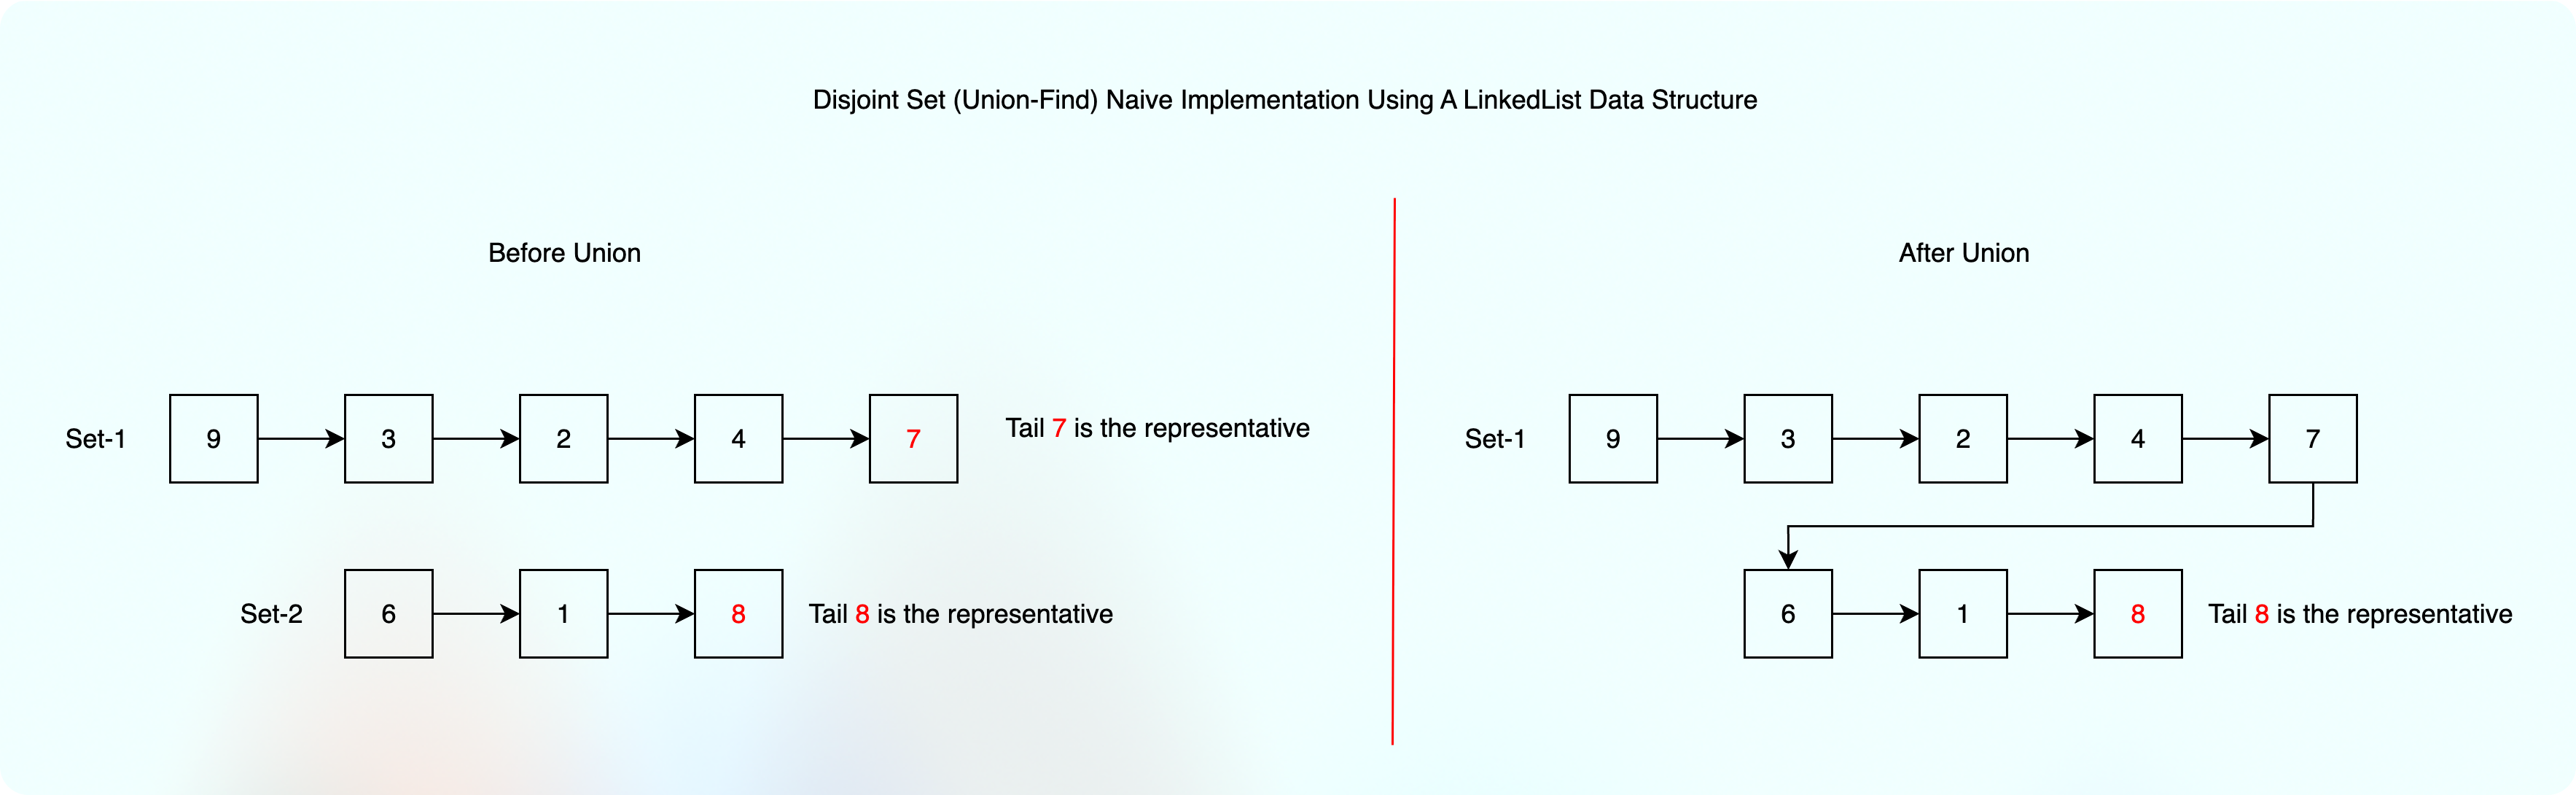 Disjoint Set (Union-Find) Naive Implementation Using A LinkedList Data Structure
Before Union
Set-1 9 3 2 4 7 Tail 7 is the representative
Set-2 6 1 8 Tail 8 is the representative
After Union
Set-1 9 3 2 4 7
6 1 8 Tail 8 is the representative